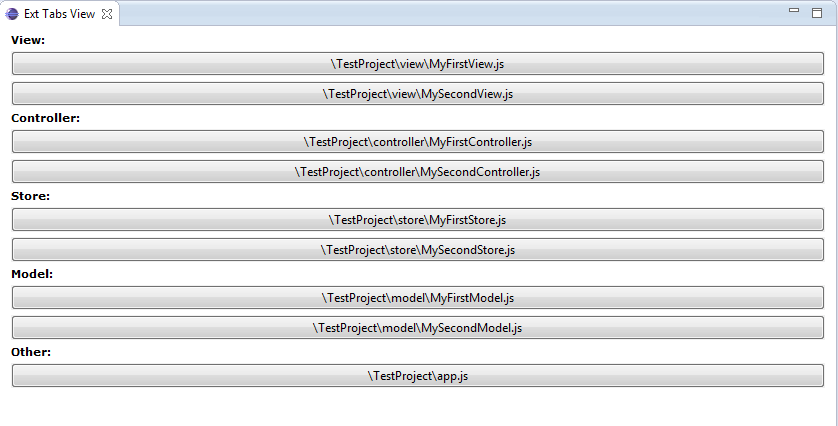 Ext Tabs View
View:
\TestProject\view\MyFirstView.js
\TestProject\view\MySecondView.js
Controller:
\TestProject\controller\MyFirstController.js
\TestProject\controller\MySecondController.js
Store:
\TestProject\store\MyFirstStore.js
\TestProject\store\MySecondStore.js
Model:
\TestProject\model\MyFirstModel.js
\TestProject\model\MySecondModel.js
Other:
\TestProject\app.js